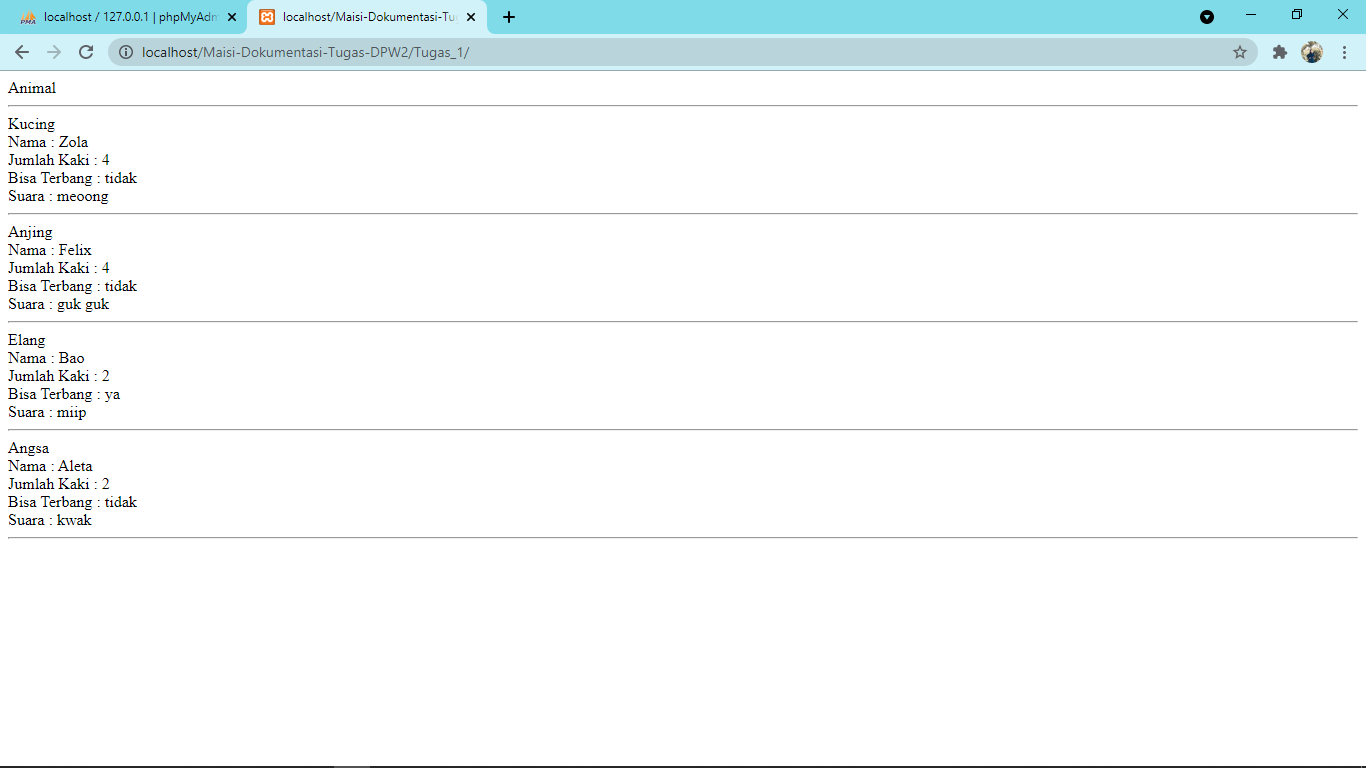 localhost / 127.0.0.1 | phpMyAdm
localhost/Maisi-Dokumentasi-Tu
localhost/Maisi-Dokumentasi-Tugas-DPW2/Tugas_1/
Animal
Kucing
Nama : Zola
Jumlah Kaki : 4
Bisa Terbang : tidak
Suara : meoong
Anjing
Nama : Felix
Jumlah Kaki : 4
Bisa Terbang : tidak
Suara : guk guk
Elang
Nama : Bao
Jumlah Kaki : 2
Bisa Terbang : ya
Suara : miip
Angsa
Nama : Aleta
Jumlah Kaki : 2
Bisa Terbang : tidak
Suara : kwak